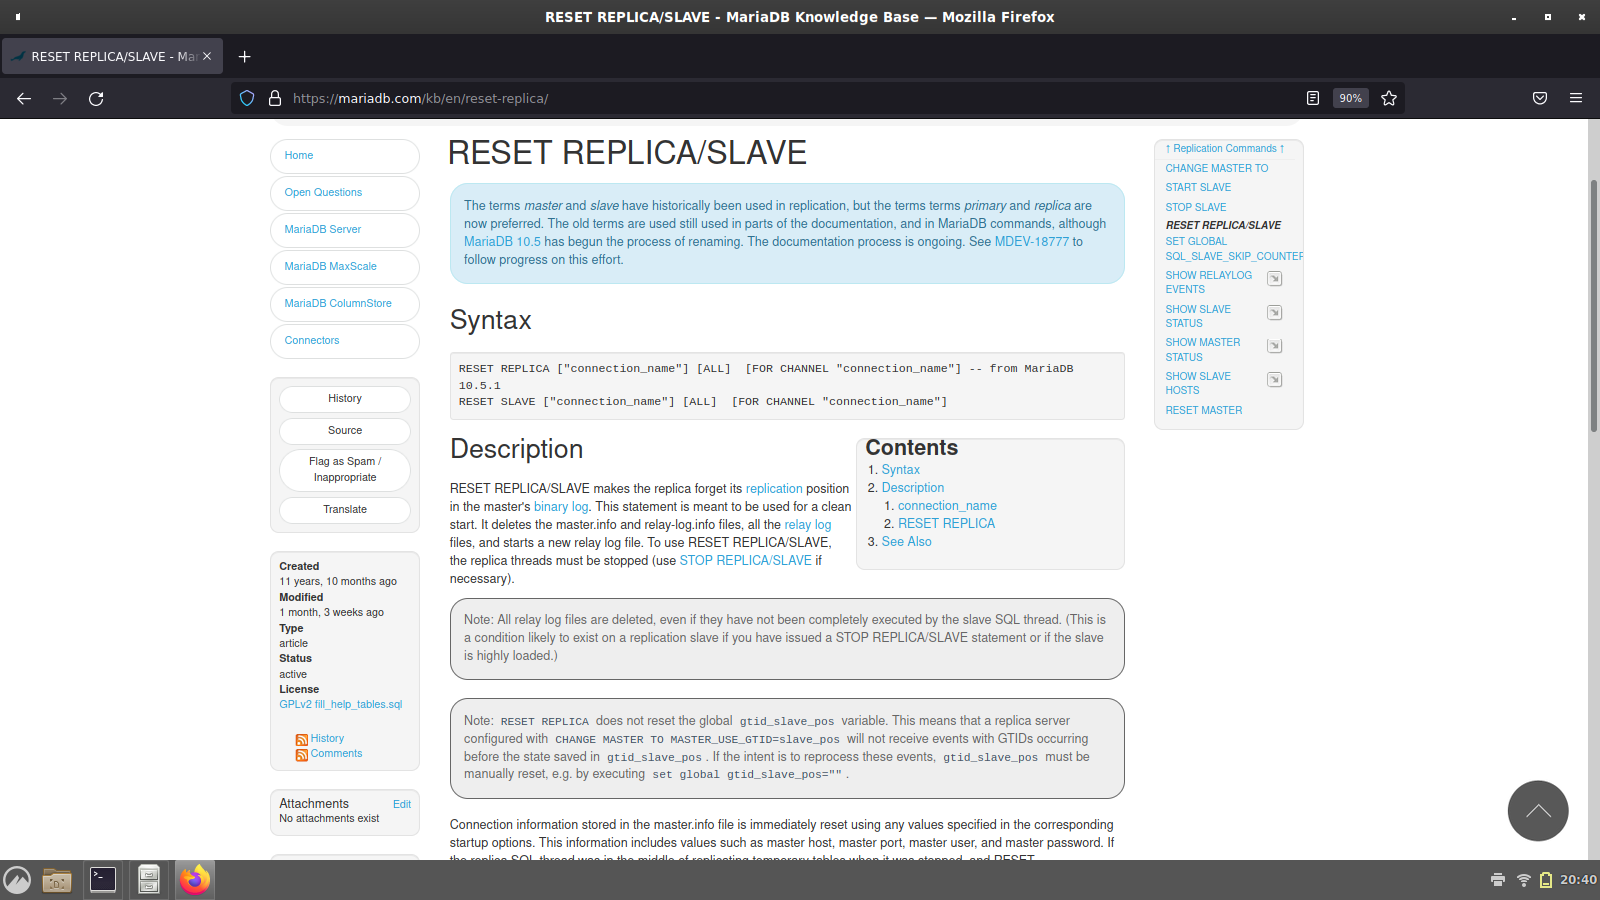 RESET REPLICA/SLAVE - MariaDB Knowledge Base — Mozilla Firefox
RESET REPLICA/SLAVE - Mar
https://mariadb.com/kb/en/reset-replica/
90%
Home
Open Questions
MariaDB Server
MariaDB MaxScale
MariaDB ColumnStore
Connectors
History
Source
Flag as Spam /
Inappropriate
Translate
Created
11 years, 10 months ago
Modified
1 month, 3 weeks ago
Type
article
Status
active
License
GPLv2 fill_help_tables.sql
History
Comments
Attachments
Edit
No attachments exist
RESET REPLICA/SLAVE
The terms master and slave have historically been used in replication, but the terms terms primary and replica are
now preferred. The old terms are used still used in parts of the documentation, and in MariaDB commands, although
MariaDB 10.5 has begun the process of renaming. The documentation process is ongoing. See MDEV-18777 to
follow progress on this effort.
Syntax
RESET REPLICA ["connection_name"] [ALL]  [FOR CHANNEL "connection_name"] -- from MariaDB
10.5.1
RESET SLAVE ["connection_name"] [ALL]  [FOR CHANNEL "connection_name"]
Description
RESET REPLICA/SLAVE makes the replica forget its replication position
in the master's binary log. This statement is meant to be used for a clean
start. It deletes the master.info and relay-log.info files, all the relay log
files, and starts a new relay log file. To use RESET REPLICA/SLAVE,
the replica threads must be stopped (use STOP REPLICA/SLAVE if
necessary).
Contents
1. Syntax
2. Description
1. connection_name
2. RESET REPLICA
3. See Also
Note: All relay log files are deleted, even if they have not been completely executed by the slave SQL thread. (This is
a condition likely to exist on a replication slave if you have issued a STOP REPLICA/SLAVE statement or if the slave
is highly loaded.)
Note: RESET REPLICA does not reset the global gtid_slave_pos variable. This means that a replica server
configured with CHANGE MASTER TO MASTER_USE_GTID=slave_pos will not receive events with GTIDs occurring
before the state saved in gtid_slave_pos . If the intent is to reprocess these events, gtid_slave_pos must be
manually reset, e.g. by executing set global gtid_slave_pos="" .
Connection information stored in the master.info file is immediately reset using any values specified in the corresponding
startup options. This information includes values such as master host, master port, master user, and master password. If
the replica SQL thread was in the middle of replicating temporary tables when it was stopped, and RESET
↑ Replication Commands ↑
CHANGE MASTER TO
START SLAVE
STOP SLAVE
RESET REPLICA/SLAVE
SET GLOBAL
SQL_SLAVE_SKIP_COUNTER
SHOW RELAYLOG
EVENTS
SHOW SLAVE
STATUS
SHOW MASTER
STATUS
SHOW SLAVE
HOSTS
RESET MASTER
20:40